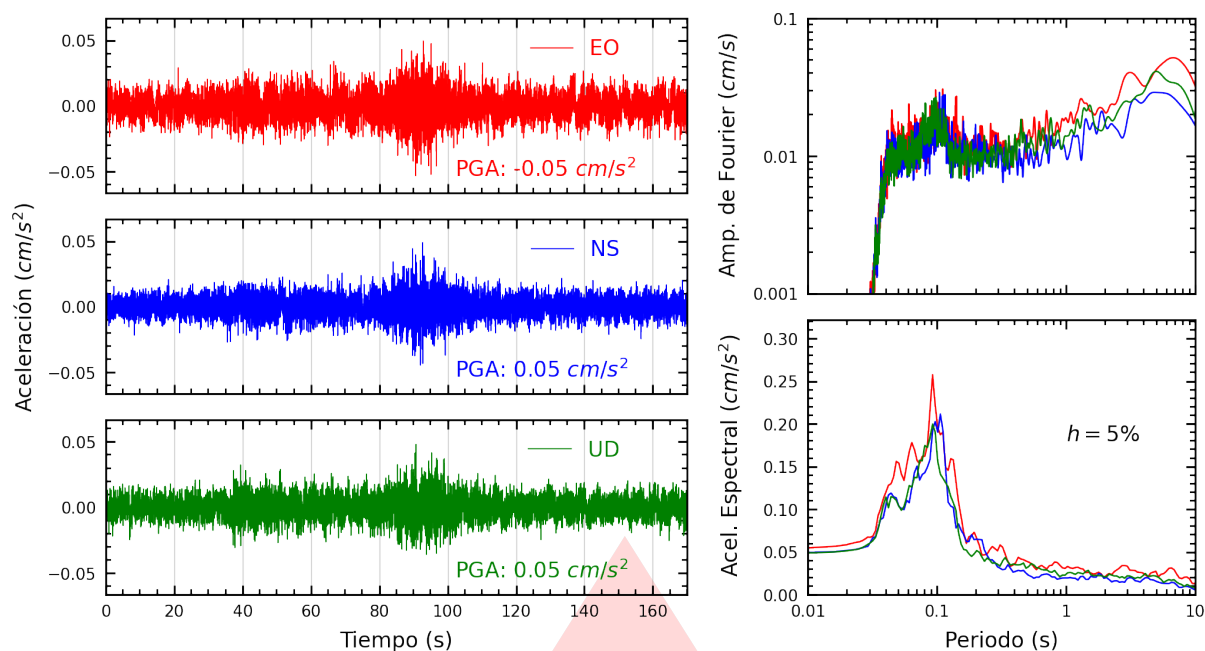 Aceleración (cm/s²)
0.05
0.00
−0.05
EO
PGA: -0.05 cm/s²
0.05
0.00
−0.05
NS
PGA: 0.05 cm/s²
0.05
0.00
−0.05
UD
PGA: 0.05 cm/s²
0 20 40 60 80 100 120 140 160
Tiempo (s)
Amp. de Fourier (cm/s)
0.1
0.01
0.001
Acel. Espectral (cm/s²)
0.30
0.25
0.20
0.15
0.10
0.05
0.00
h = 5%
0.01 0.1 1 10
Periodo (s)